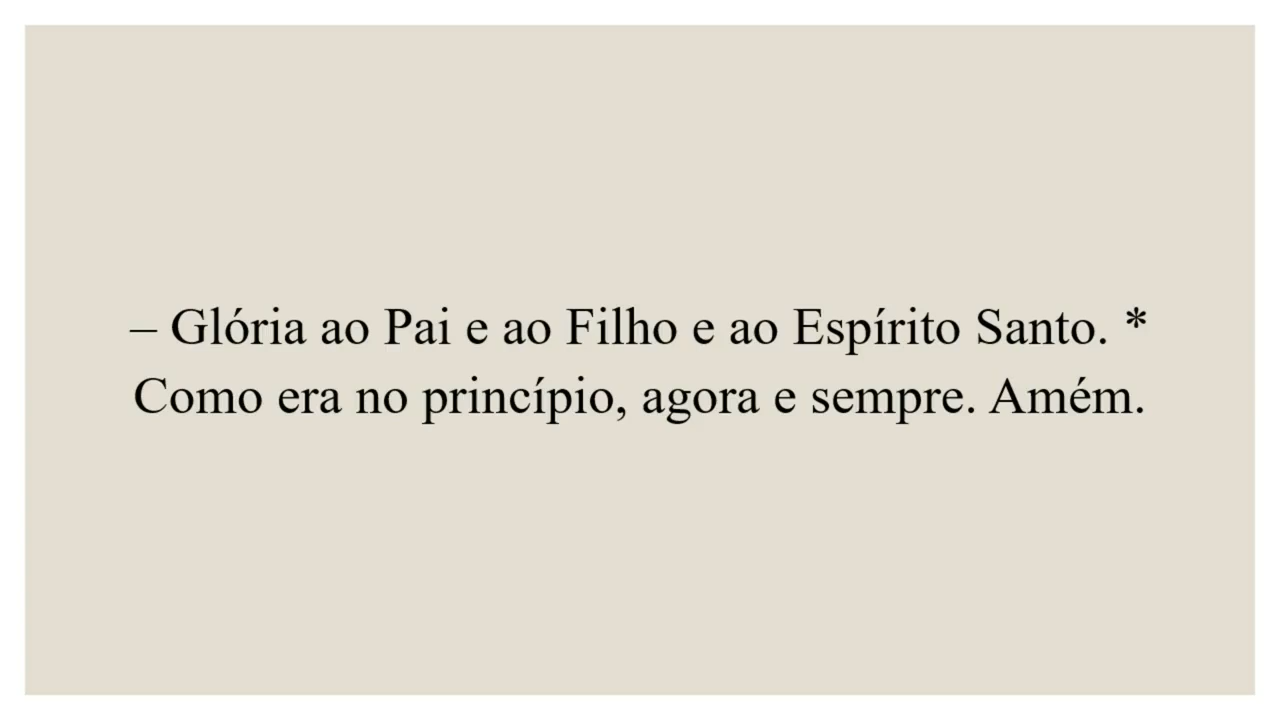 – Glória ao Pai e ao Filho e ao Espírito Santo. *
Como era no princípio, agora e sempre. Amém.